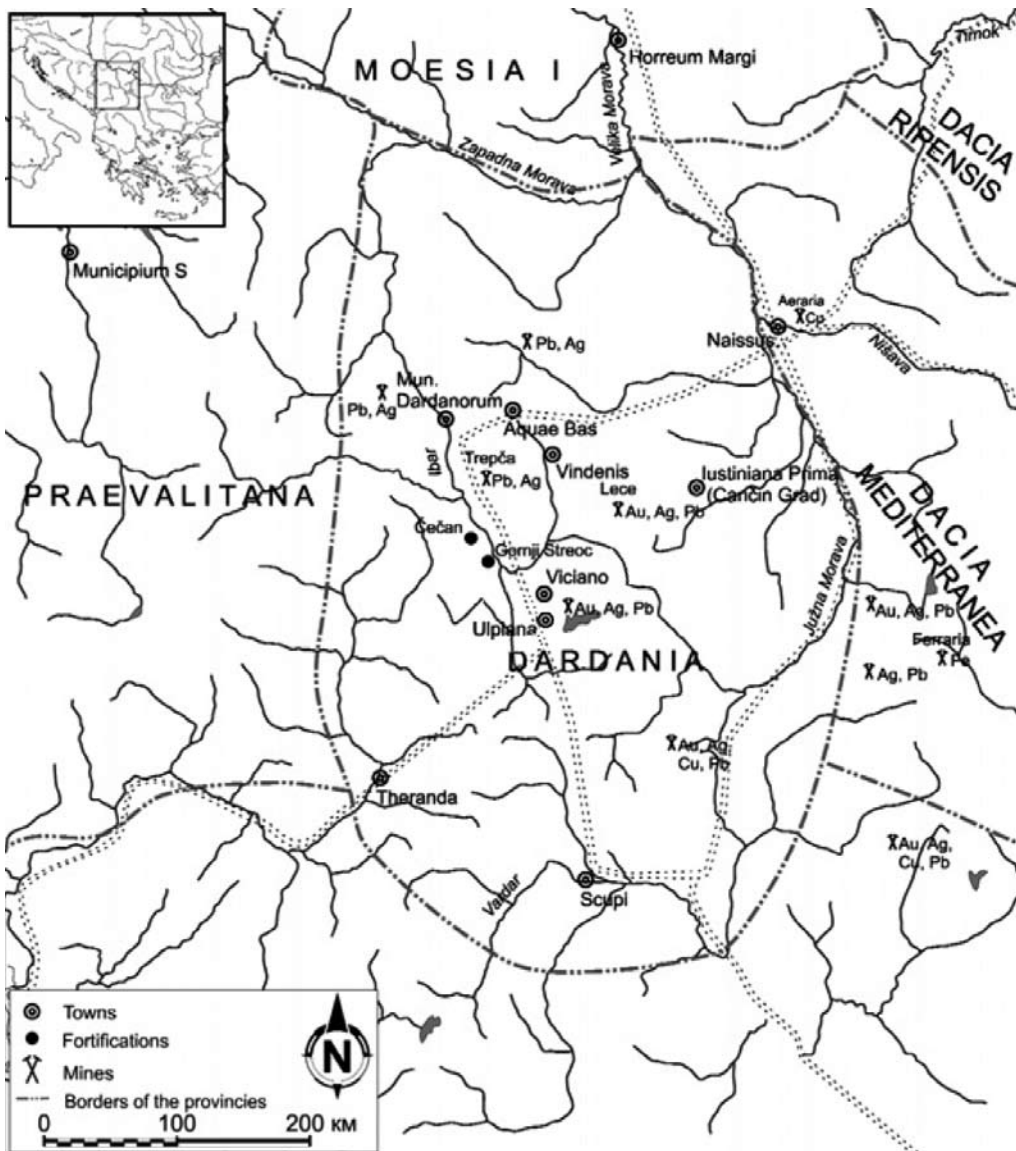 MOESIA I
Horreum Margi
Timok
Velika Morava
DACIA
RIPENSIS
Zapadna Morava
Municipium S
Aeraria
Cp
Naissus
Nišava
Pb, Ag
Mun.
Dardanorum
Pb, Ag
Aquae Bas
Ibar
Trepča
Pb, Ag
Vindenis
Lece
Au, Ag, Pb
Iustiniana Prima
(Caričin Grad)
PRAEVALITANA
DACIA
MEDITERRANEA
Čečan
Gornji Streoc
Viciano
Au, Ag, Pb
Ulpiana
Južna Morava
Au, Ag, Pb
Ferraria
Fe
Ag, Pb
DARDANIA
Au, Ag
Cu, Pb
Theranda
Au, Ag,
Cu, Pb
Vardar
Scupi
Towns
Fortifications
Mines
Borders of the provincies
N
0 100 200 KM